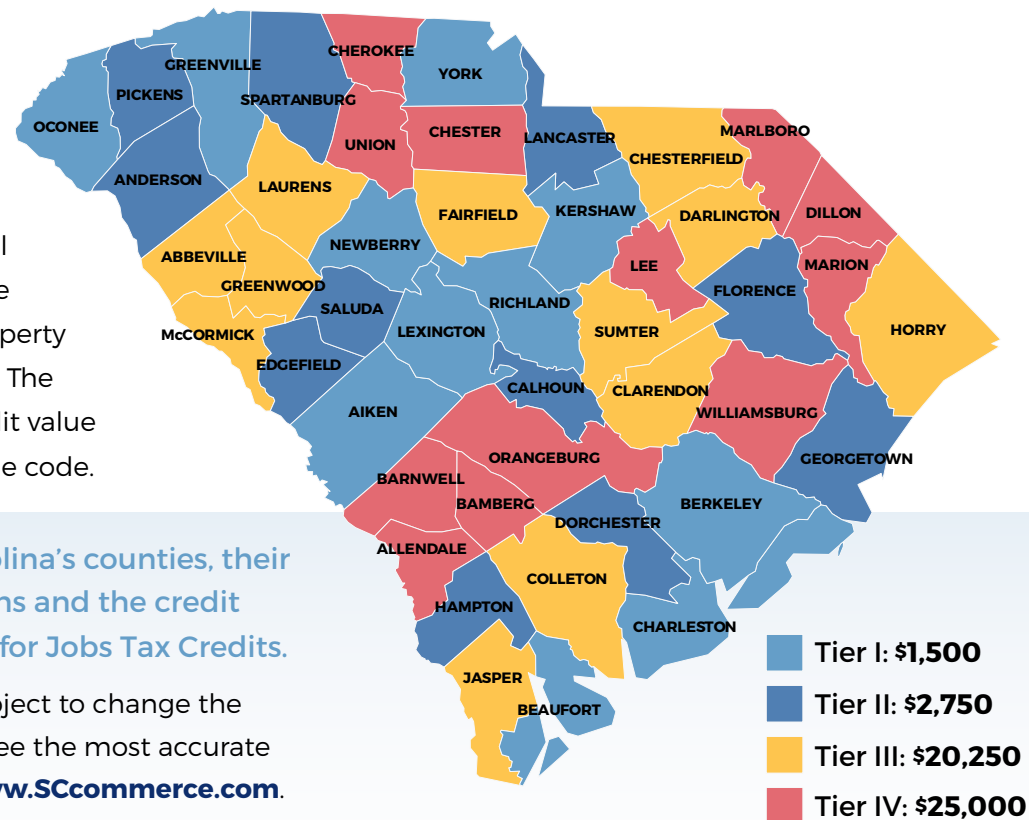 CHEROKEE
GREENVILLE
YORK
PICKENS
SPARTANBURG
OCONEE
CHESTER
MARLBORO
LANCASTER
UNION
CHESTERFIELD
ANDERSON
LAURENS
KERSHAW
DILLON
FAIRFIELD
DARLINGTON
NEWBERRY
ABBEVILLE
LEE
MARION
GREENWOOD
FLORENCE
SALUDA
RICHLAND
HORRY
LEXINGTON
SUMTER
McCORMICK
EDGEFIELD
CALHOUN
CLARENDON
AIKEN
WILLIAMSBURG
ORANGEBURG
GEORGETOWN
BARNWELL
BAMBERG
BERKELEY
DORCHESTER
ALLENDALE
COLLETON
HAMPTON
CHARLESTON
JASPER
BEAUFORT
l
e
perty
The
lit value
e code.
olina’s counties, their
ns and the credit
for Jobs Tax Credits.
ject to change the
ee the most accurate
w.SCcommerce.com.
Tier I: $1,500
Tier II: $2,750
Tier III: $20,250
Tier IV: $25,000